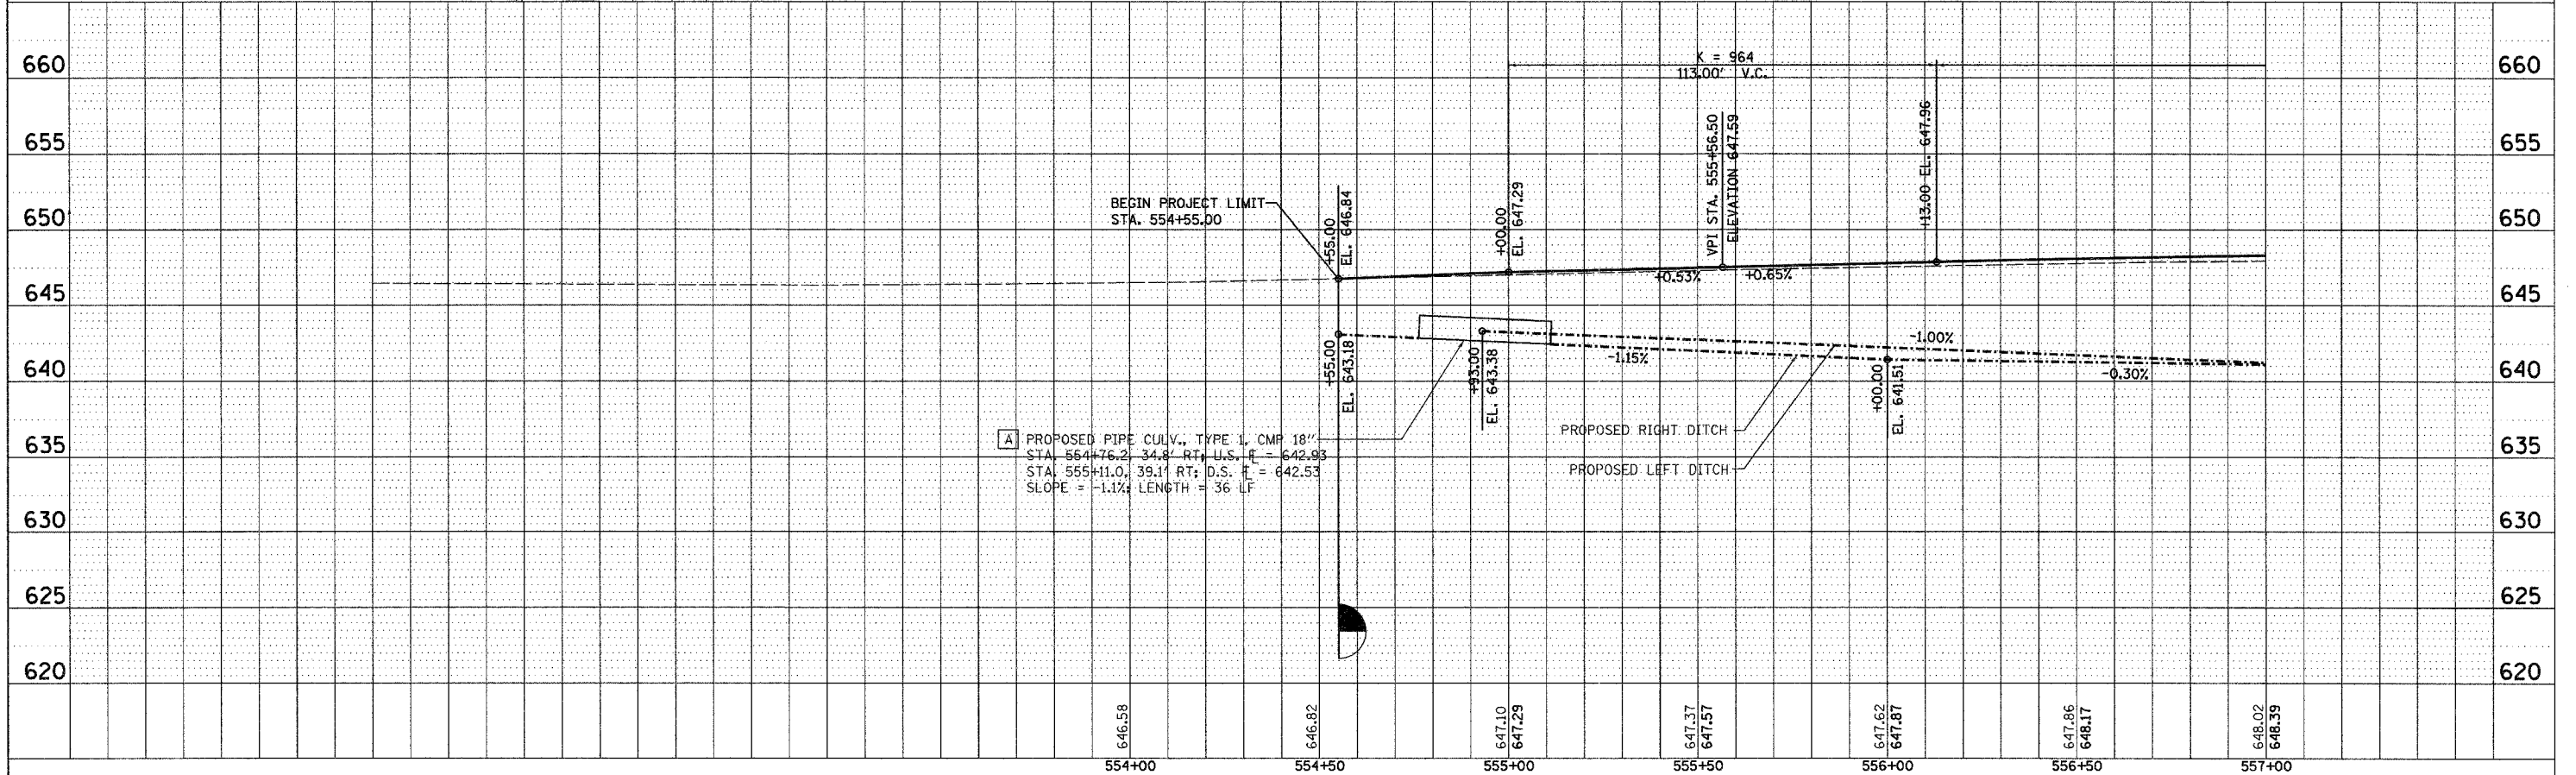 K = 964
113.00' V.C.
660
660
655
655
650
650
645
645
640
640
635
635
630
630
625
625
620
620
BEGIN PROJECT LIMIT
STA. 554+55.00
+55.00
EL. 646.84
+00.00
EL. 647.29
VPI STA. 555+56.50
ELEVATION 647.59
+13.00 EL. 647.96
+0.53%
+0.65%
+55.00
EL. 643.18
+93.00
EL. 643.38
-1.15%
-1.00%
+00.00
EL. 641.51
-0.30%
A PROPOSED PIPE CULV., TYPE 1, CMP 18"
STA. 554+76.2, 34.8' RT; U.S. FL = 642.93
STA. 555+11.0, 39.1' RT; D.S. FL = 642.53
SLOPE = -1.1%; LENGTH = 36 LF
PROPOSED RIGHT DITCH
PROPOSED LEFT DITCH
646.58
646.82
647.10
647.29
647.37
647.57
647.62
647.87
647.86
648.17
648.02
648.39
554+00
554+50
555+00
555+50
556+00
556+50
557+00